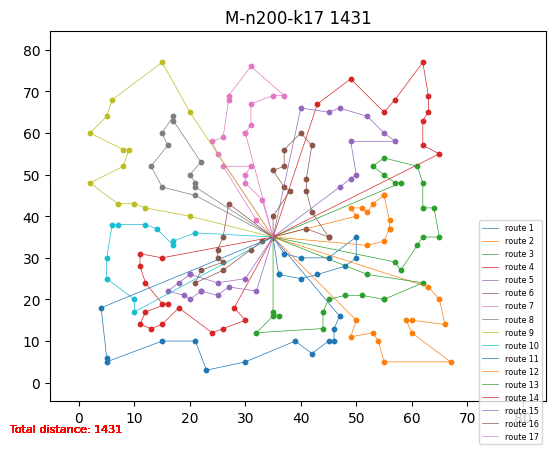 M-n200-k17 1431
80
70
60
50
40
30
20
10
0
0 10 20 30 40 50 60 70 80
route 1
route 2
route 3
route 4
route 5
route 6
route 7
route 8
route 9
route 10
route 11
route 12
route 13
route 14
route 15
route 16
route 17
Total distance: 1431